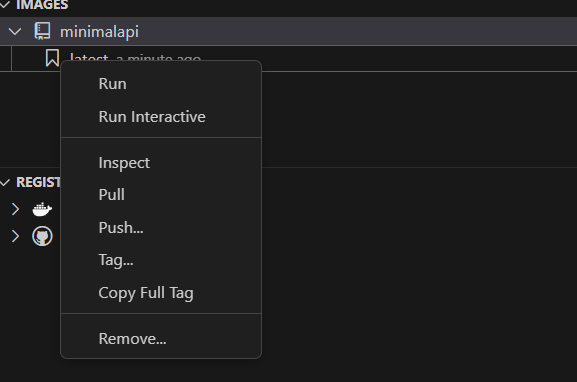 IMAGES
minimalapi
latest a minute ago
Run
Run Interactive
Inspect
Pull
Push...
Tag...
Copy Full Tag
Remove...
REGIST